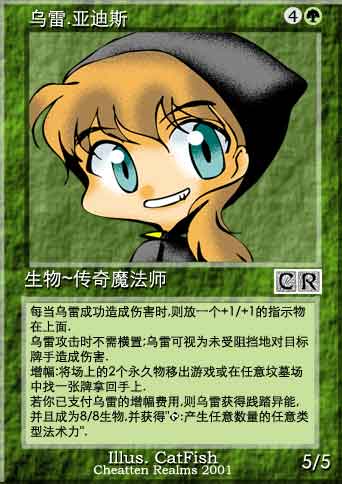 乌雷.亚迪斯 4
生物~传奇魔法师 C R
每当乌雷成功造成伤害时,则放一个+1/+1的指示物
在上面.
乌雷攻击时不需横置;乌雷可视为未受阻挡地对目标
牌手造成伤害.
增幅:将场上的2个永久物移出游戏或在任意坟墓场
中找一张牌拿回手上.
若你已支付乌雷的增幅费用,则乌雷获得践踏异能,
并且成为8/8生物,并获得":产生任意数量的任意类
型法术力".
Illus. CatFish
Cheatten Realms 2001
5/5